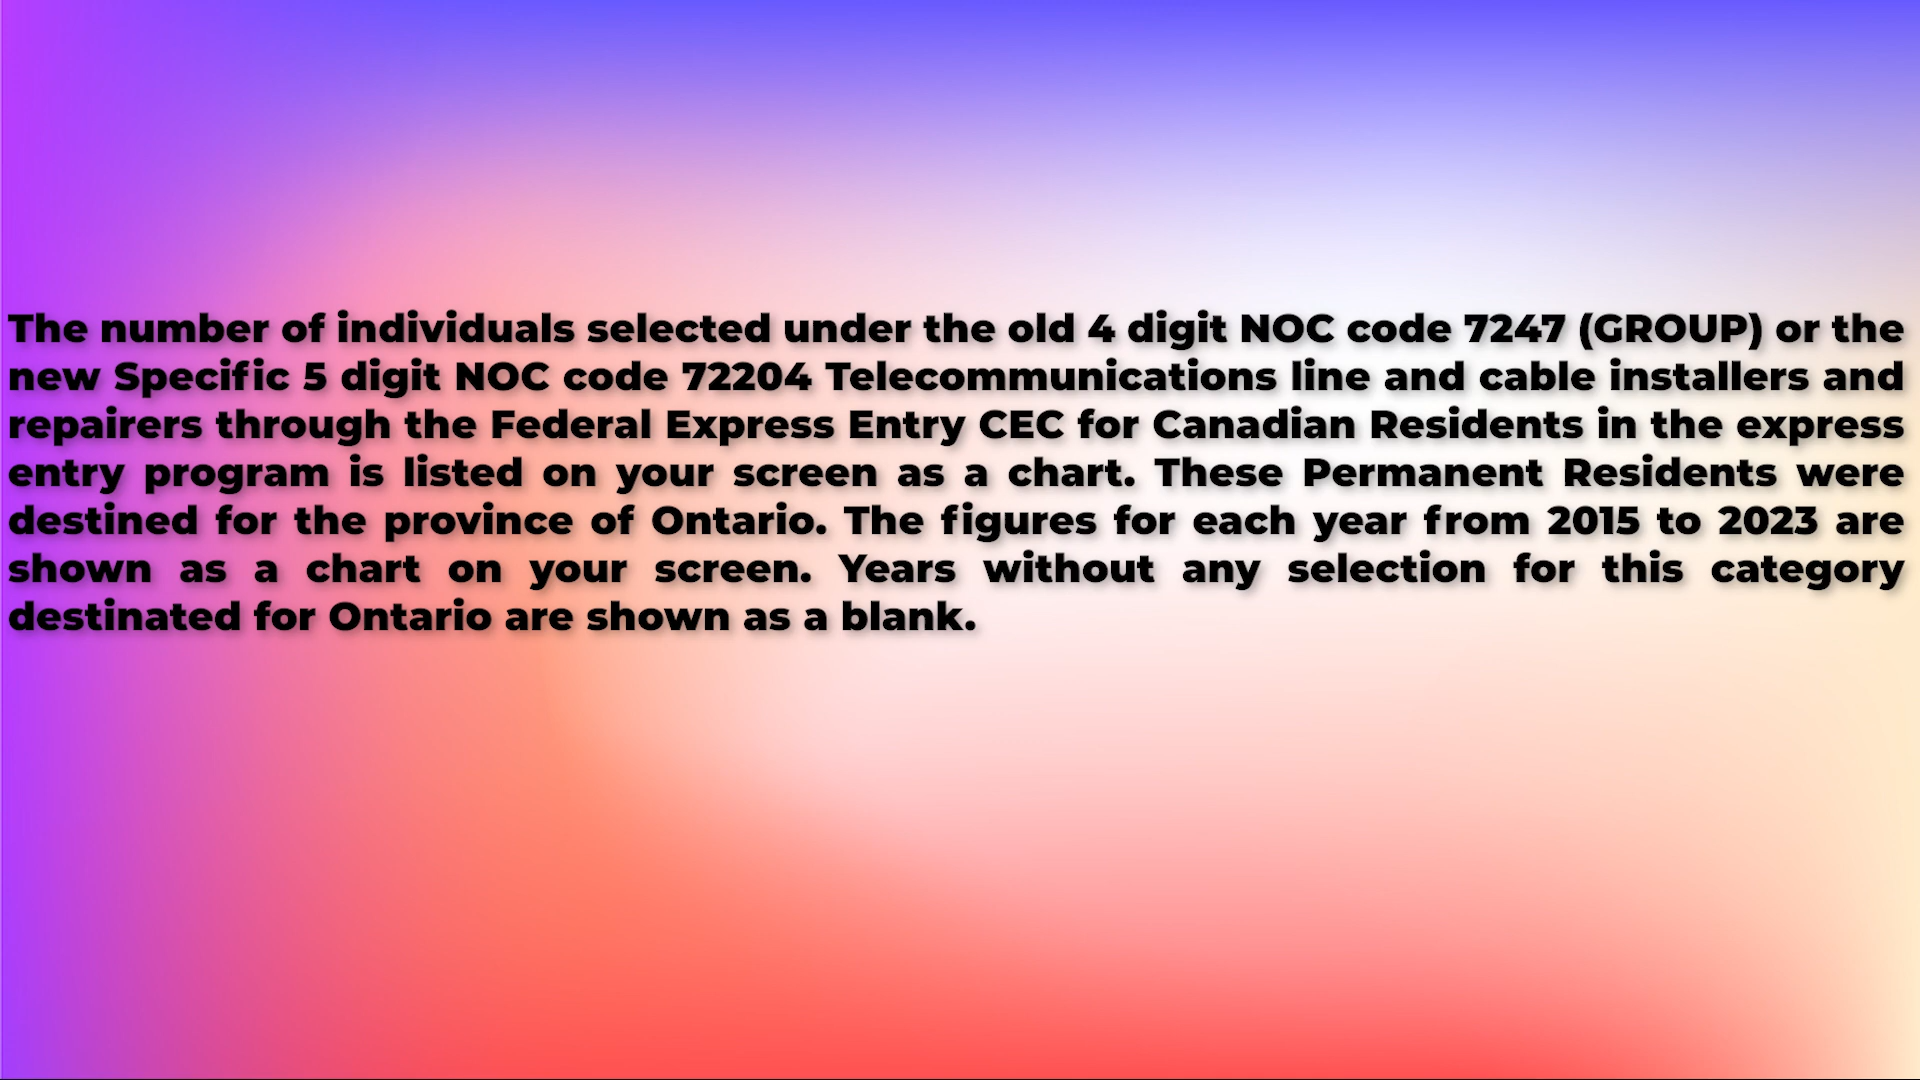 The number of individuals selected under the old 4 digit NOC code 7247 (GROUP) or the
new Specific 5 digit NOC code 72204 Telecommunications line and cable installers and
repairers through the Federal Express Entry CEC for Canadian Residents in the express
entry program is listed on your screen as a chart. These Permanent Residents were
destined for the province of Ontario. The figures for each year from 2015 to 2023 are
shown as a chart on your screen. Years without any selection for this category
destinated for Ontario are shown as a blank.